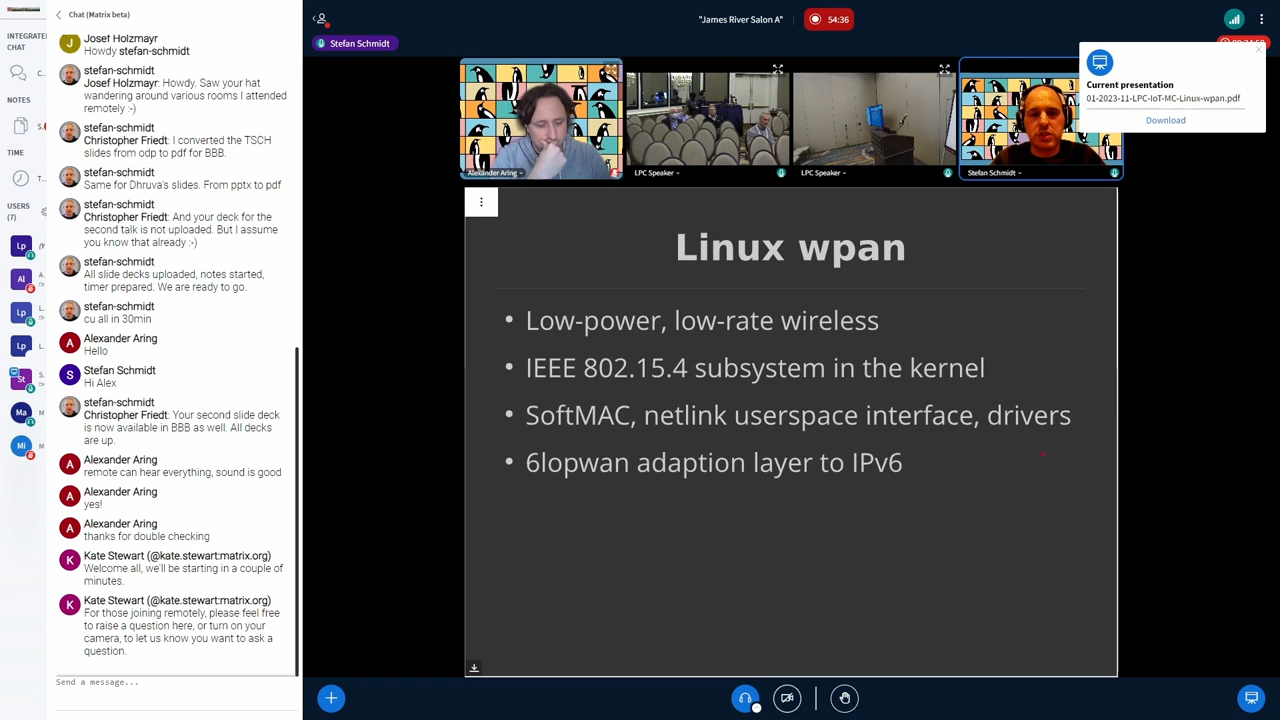 INTEGRATE
CHAT
C..
NOTES
S.
TIME
T..
USERS
(7)
Lp
Al
Lp
Lp
St
Ma
Mi
Chat (Matrix beta)
J
Josef Holzmayr
Howdy stefan-schmidt
stefan-schmidt
Josef Holzmayr: Howdy. Saw your hat
wandering around various rooms I attended
remotely :-)
stefan-schmidt
Christopher Friedt: I converted the TSCH
slides from odp to pdf for BBB.
stefan-schmidt
Same for Dhruva's slides. From pptx to pdf
stefan-schmidt
Christopher Friedt: And your deck for the
second talk is not uploaded. But I assume
you know that already :-)
stefan-schmidt
All slide decks uploaded, notes started,
timer prepared. We are ready to go.
stefan-schmidt
cu all in 30min
A
Alexander Aring
Hello
S
Stefan Schmidt
Hi Alex
stefan-schmidt
Christopher Friedt: Your second slide deck
is now available in BBB as well. All decks
are up.
A
Alexander Aring
remote can hear everything, sound is good
A
Alexander Aring
yes!
A
Alexander Aring
thanks for double checking
K
Kate Stewart (@kate.stewart:matrix.org)
Welcome all, we'll be starting in a couple of
minutes.
K
Kate Stewart (@kate.stewart:matrix.org)
For those joining remotely, please feel free
to raise a question here, or turn on your
camera, to let us know you want to ask a
question.
Send a message...
"James River Salon A"
54:36
Stefan Schmidt
Alexander Aring
LPC Speaker
LPC Speaker
Stefan Schmidt
Current presentation
01-2023-11-LPC-IoT-MC-Linux-wpan.pdf
Download
Linux wpan
• Low-power, low-rate wireless
• IEEE 802.15.4 subsystem in the kernel
• SoftMAC, netlink userspace interface, drivers
• 6lopwan adaption layer to IPv6